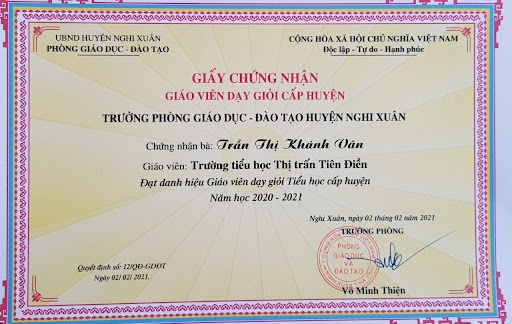 UBND HUYỆN NGHI XUÂN
PHÒNG GIÁO DỤC - ĐÀO TẠO
CỘNG HÒA XÃ HỘI CHỦ NGHĨA VIỆT NAM
Độc lập - Tự do - Hạnh phúc
GIẤY CHỨNG NHẬN
GIÁO VIÊN DẠY GIỎI CẤP HUYỆN
TRƯỞNG PHÒNG GIÁO DỤC - ĐÀO TẠO HUYỆN NGHI XUÂN
Chứng nhận bà: Trần Thị Khánh Vân
Giáo viên: Trường tiểu học Thị trấn Tiên Điền
Đạt danh hiệu Giáo viên dạy giỏi Tiểu học cấp huyện
Năm học 2020 - 2021
Nghi Xuân, ngày 02 tháng 02 năm 2021
TRƯỞNG PHÒNG
PHÒNG
GIÁO DỤC
VÀ
ĐÀO TẠO
Quyết định số: 12/QĐ-GDĐT
Ngày 02/ 02/ 2021.
Võ Minh Thiện